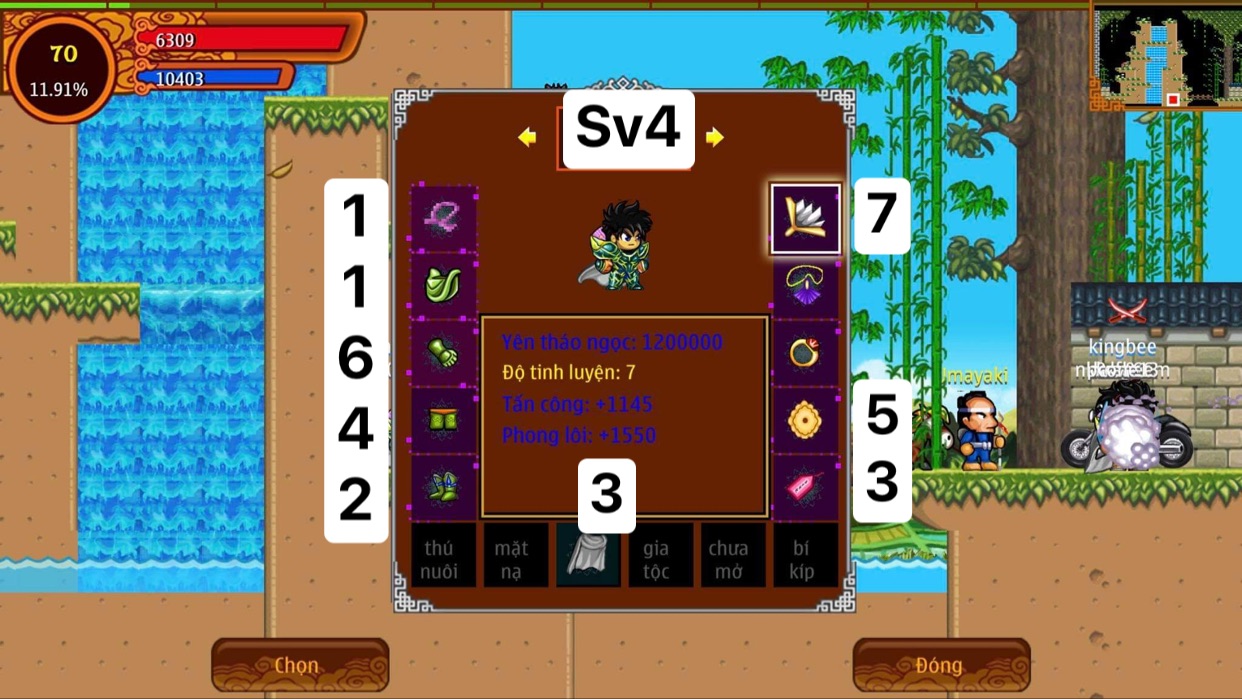 70
11.91%
6309
10403
Sv4
1
1
6
4
2
7
5
3
3
Yên thảo ngọc: 1200000
Độ tinh luyện: 7
Tấn công: +1145
Phong lôi: +1550
thú nuôi
mặt nạ
gia tộc
chưa mở
bí kíp
Umayaki
kingbee
Chọn
Đóng